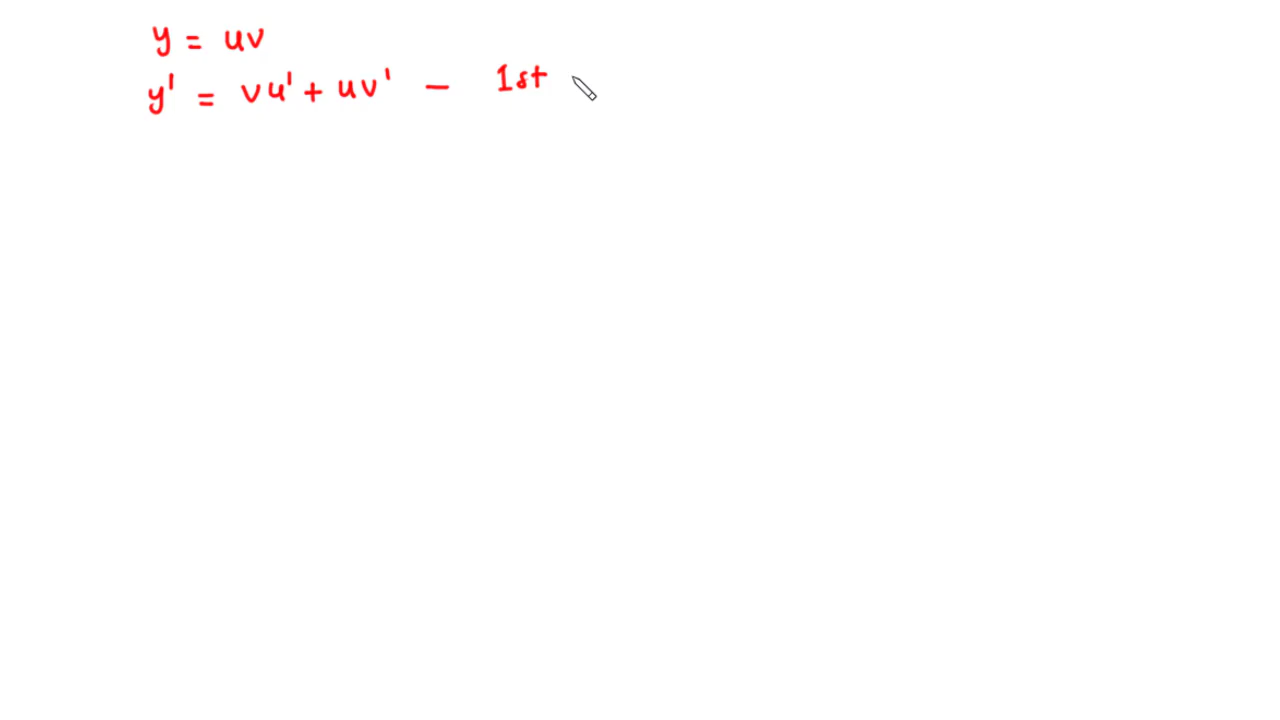 y = uv
y' = vu' + uv' - 1st